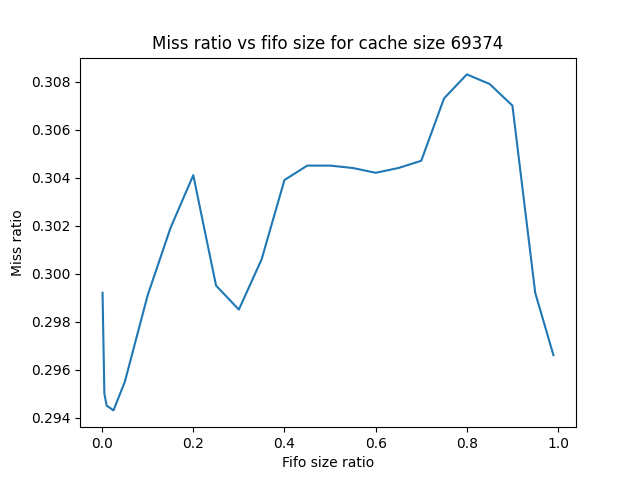 Miss ratio vs fifo size for cache size 69374
0.308
0.306
0.304
0.302
0.300
0.298
0.296
0.294
Miss ratio
0.0 0.2 0.4 0.6 0.8 1.0
Fifo size ratio